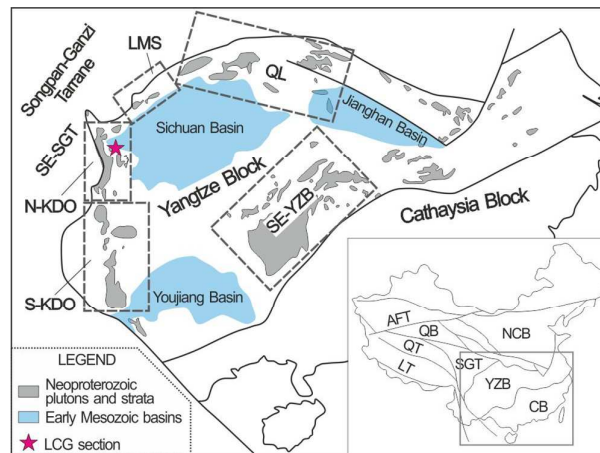 Songpan-Ganzi
Tarrane
LMS
QL
Jianghan Basin
Sichuan Basin
SE-SGT
N-KDO
Yangtze Block
SE-YZB
Cathaysia Block
S-KDO
Youjiang Basin
LEGEND
Neoproterozoic
plutons and strata
Early Mesozoic basins
LCG section
AFT
QB
NCB
QT
SGT
LT
YZB
CB